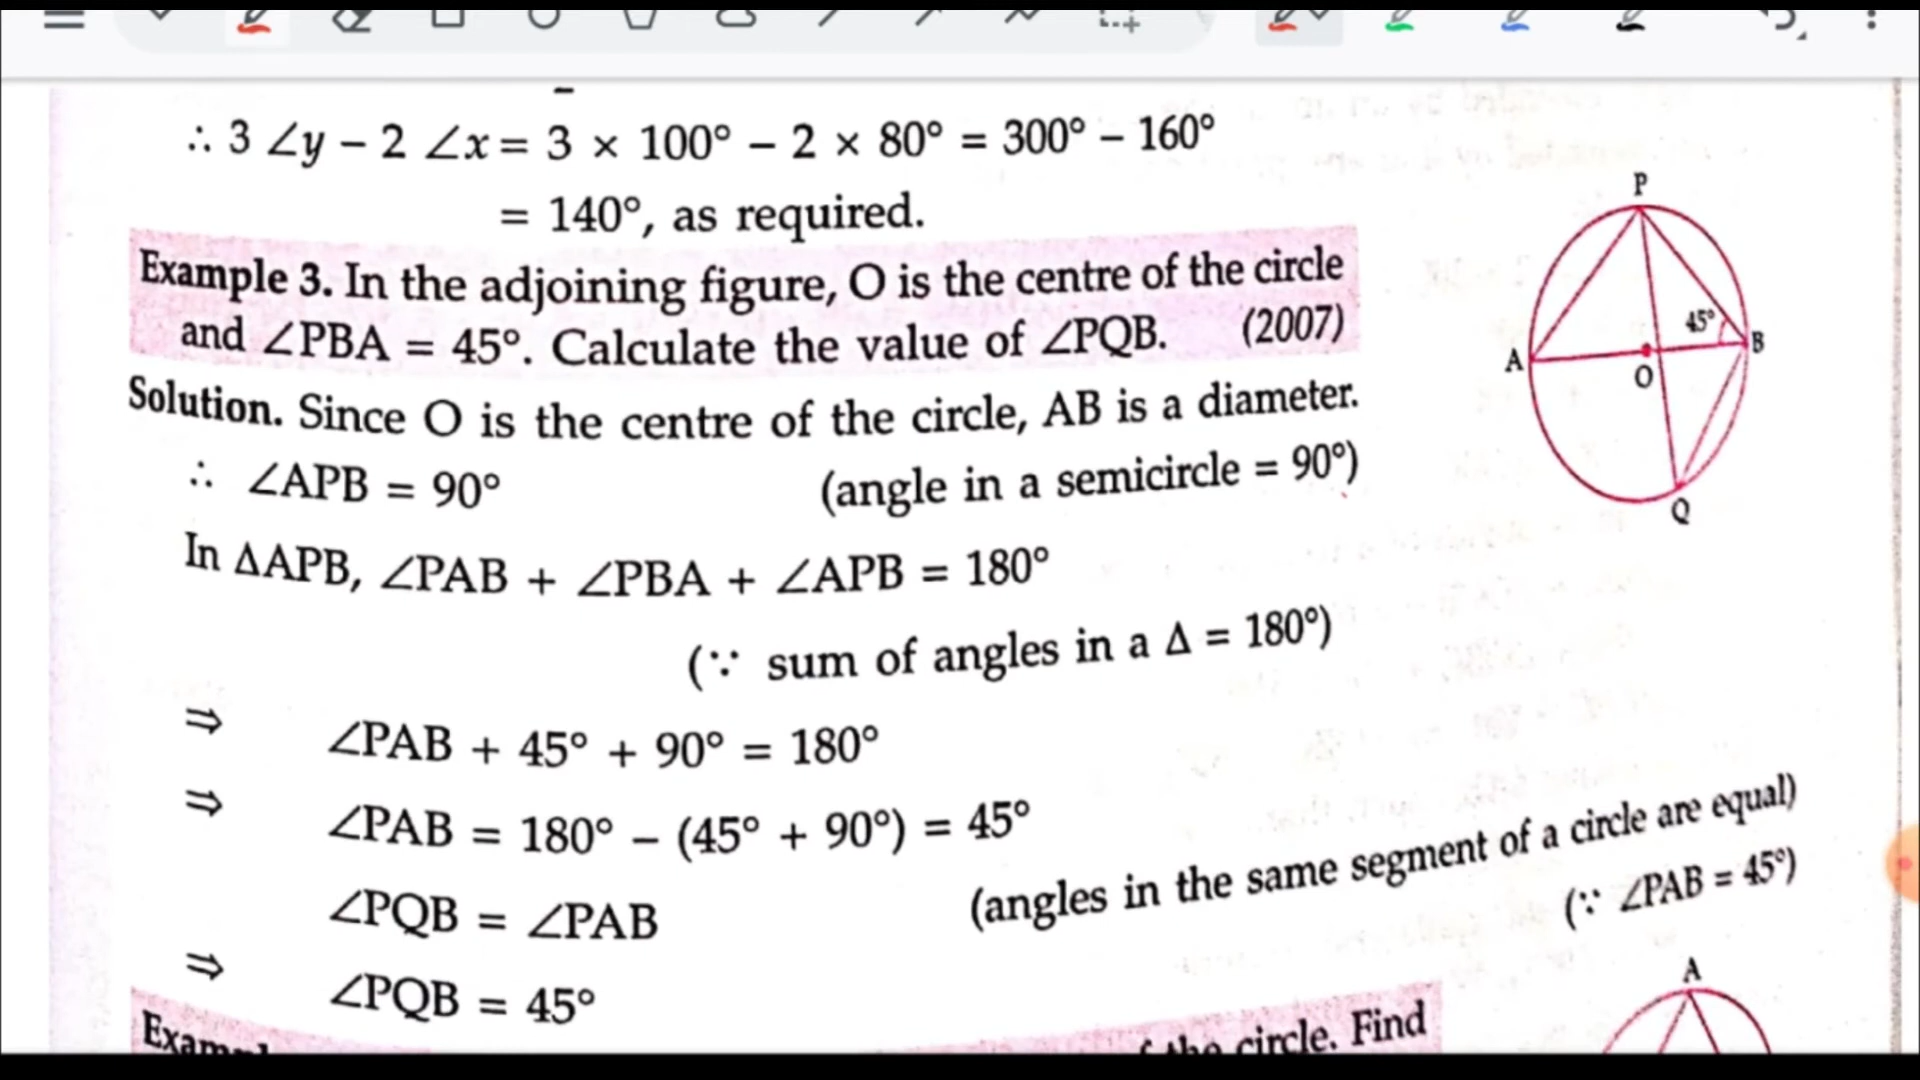 ∴ 3 ∠y – 2 ∠x = 3 × 100° – 2 × 80° = 300° – 160°
= 140°, as required.
Example 3. In the adjoining figure, O is the centre of the circle
and ∠PBA = 45°. Calculate the value of ∠PQB. (2007)
Solution. Since O is the centre of the circle, AB is a diameter.
∴ ∠APB = 90° (angle in a semicircle = 90°)
In ΔAPB, ∠PAB + ∠PBA + ∠APB = 180°
(∵ sum of angles in a Δ = 180°)
⇒ ∠PAB + 45° + 90° = 180°
⇒ ∠PAB = 180° – (45° + 90°) = 45°
∠PQB = ∠PAB (angles in the same segment of a circle are equal)
⇒ ∠PQB = 45° (∵ ∠PAB = 45°)
circle. Find
P
45°
A
O
B
Q
A